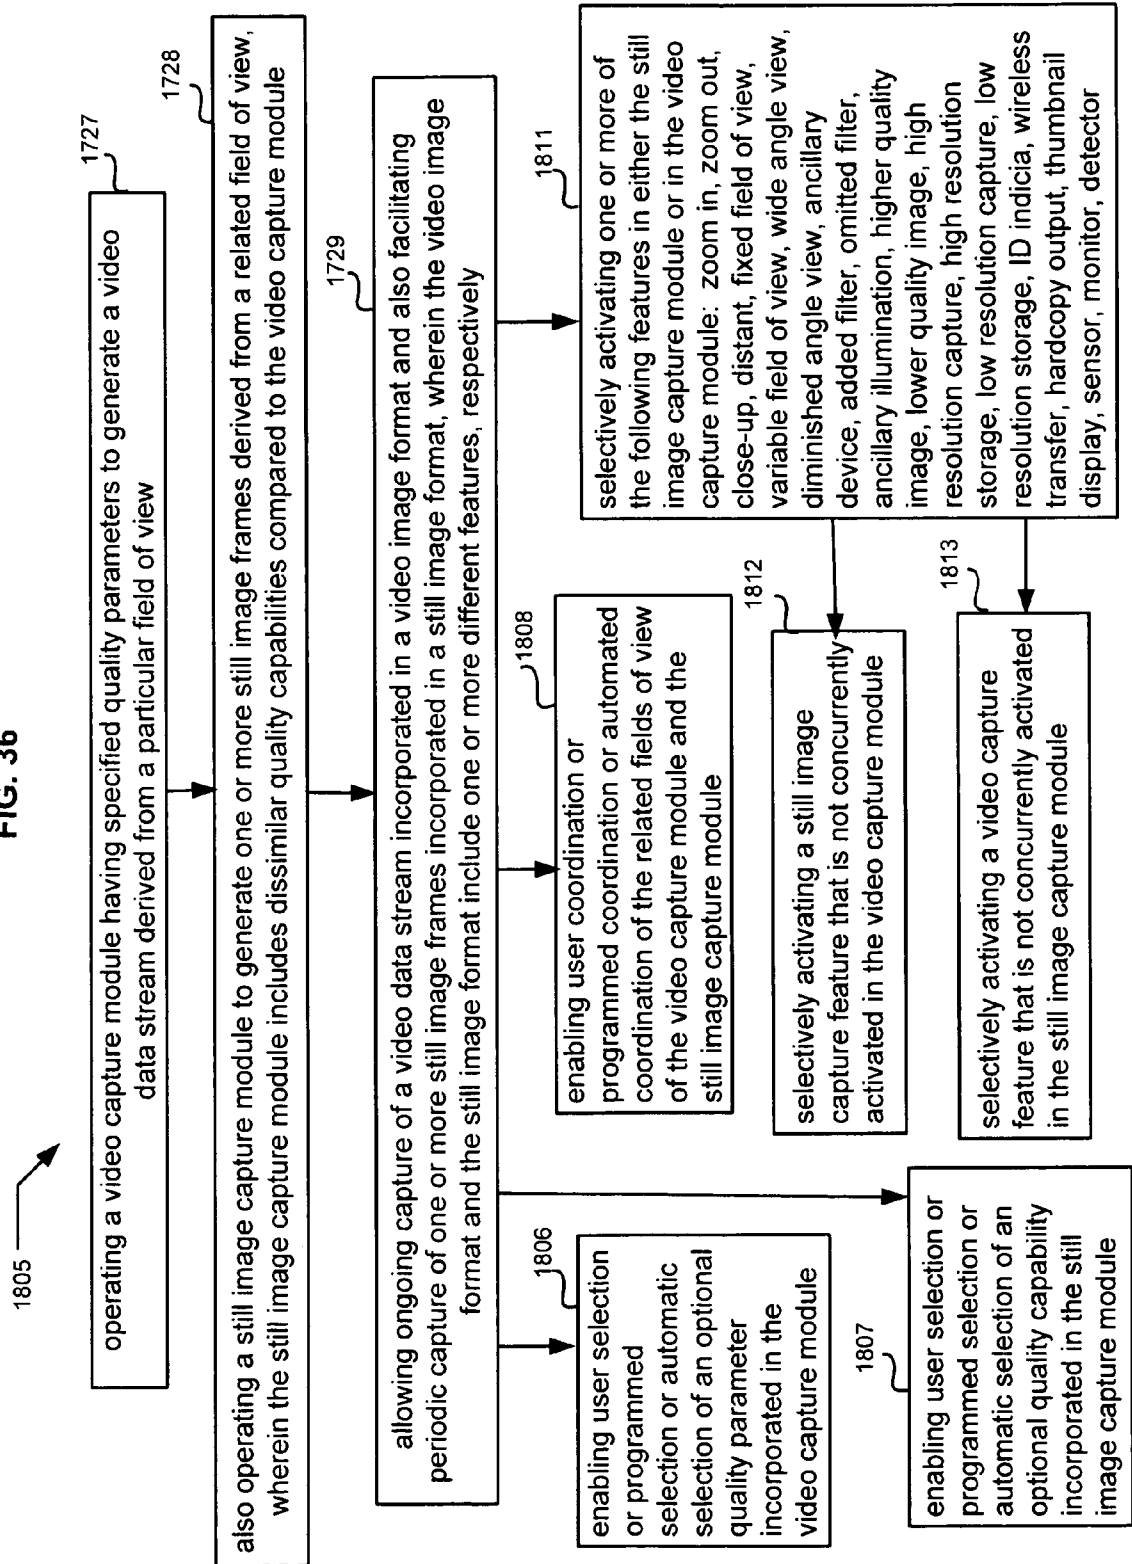 FIG. 36
1805
1727
operating a video capture module having specified quality parameters to generate a video
data stream derived from a particular field of view
1728
also operating a still image capture module to generate one or more still image frames derived from a related field of view,
wherein the still image capture module includes dissimilar quality capabilities compared to the video capture module
1729
allowing ongoing capture of a video data stream incorporated in a video image format and also facilitating
periodic capture of one or more still image frames incorporated in a still image format, wherein the video image
format and the still image format include one or more different features, respectively
1806
enabling user selection
or programmed
selection or automatic
selection of an optional
quality parameter
incorporated in the
video capture module
1807
enabling user selection or
programmed selection or
automatic selection of an
optional quality capability
incorporated in the still
image capture module
1808
enabling user coordination or
programmed coordination or automated
coordination of the related fields of view
of the video capture module and the
still image capture module
1811
selectively activating one or more of
the following features in either the still
image capture module or in the video
capture module: zoom in, zoom out,
close-up, distant, fixed field of view,
variable field of view, wide angle view,
diminished angle view, ancillary
device, added filter, omitted filter,
ancillary illumination, higher quality
image, lower quality image, high
resolution capture, high resolution
storage, low resolution capture, low
resolution storage, ID indicia, wireless
transfer, hardcopy output, thumbnail
display, sensor, monitor, detector
1812
selectively activating a still image
capture feature that is not concurrently
activated in the video capture module
1813
selectively activating a video capture
feature that is not concurrently activated
in the still image capture module